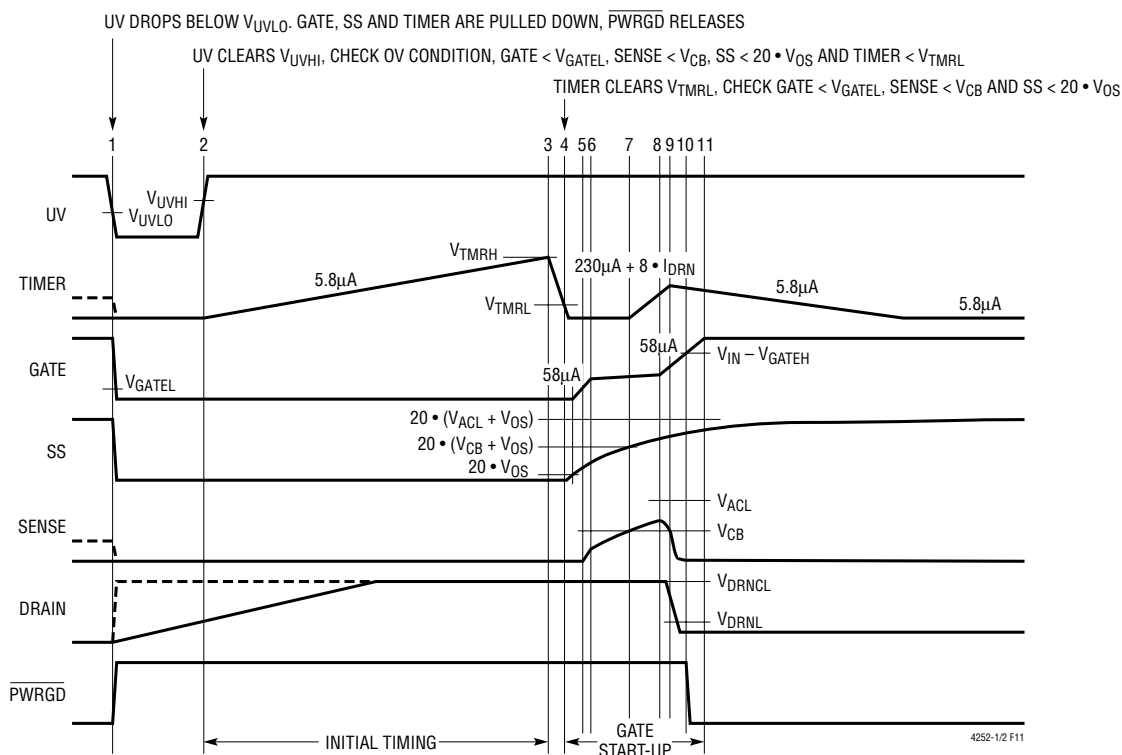 UV DROPS BELOW VUVLO. GATE, SS AND TIMER ARE PULLED DOWN, PWRGD RELEASES
UV CLEARS VUVHI, CHECK OV CONDITION, GATE < VGATEL, SENSE < VCB, SS < 20 • VOS AND TIMER < VTMRL
TIMER CLEARS VTMRL, CHECK GATE < VGATEL, SENSE < VCB AND SS < 20 • VOS
1 2 3 4 5 6 7 8 9 10 11
UV
VUVHI
VUVLO
TIMER
5.8µA
VTMRH
VTMRL
230µA + 8 • IDRN
5.8µA
5.8µA
GATE
VGATEL
58µA
58µA
VIN – VGATEH
SS
20 • (VACL + VOS)
20 • (VCB + VOS)
20 • VOS
SENSE
VACL
VCB
DRAIN
VDRNCL
VDRNL
PWRGD
INITIAL TIMING
GATE
START-UP
4252-1/2 F11